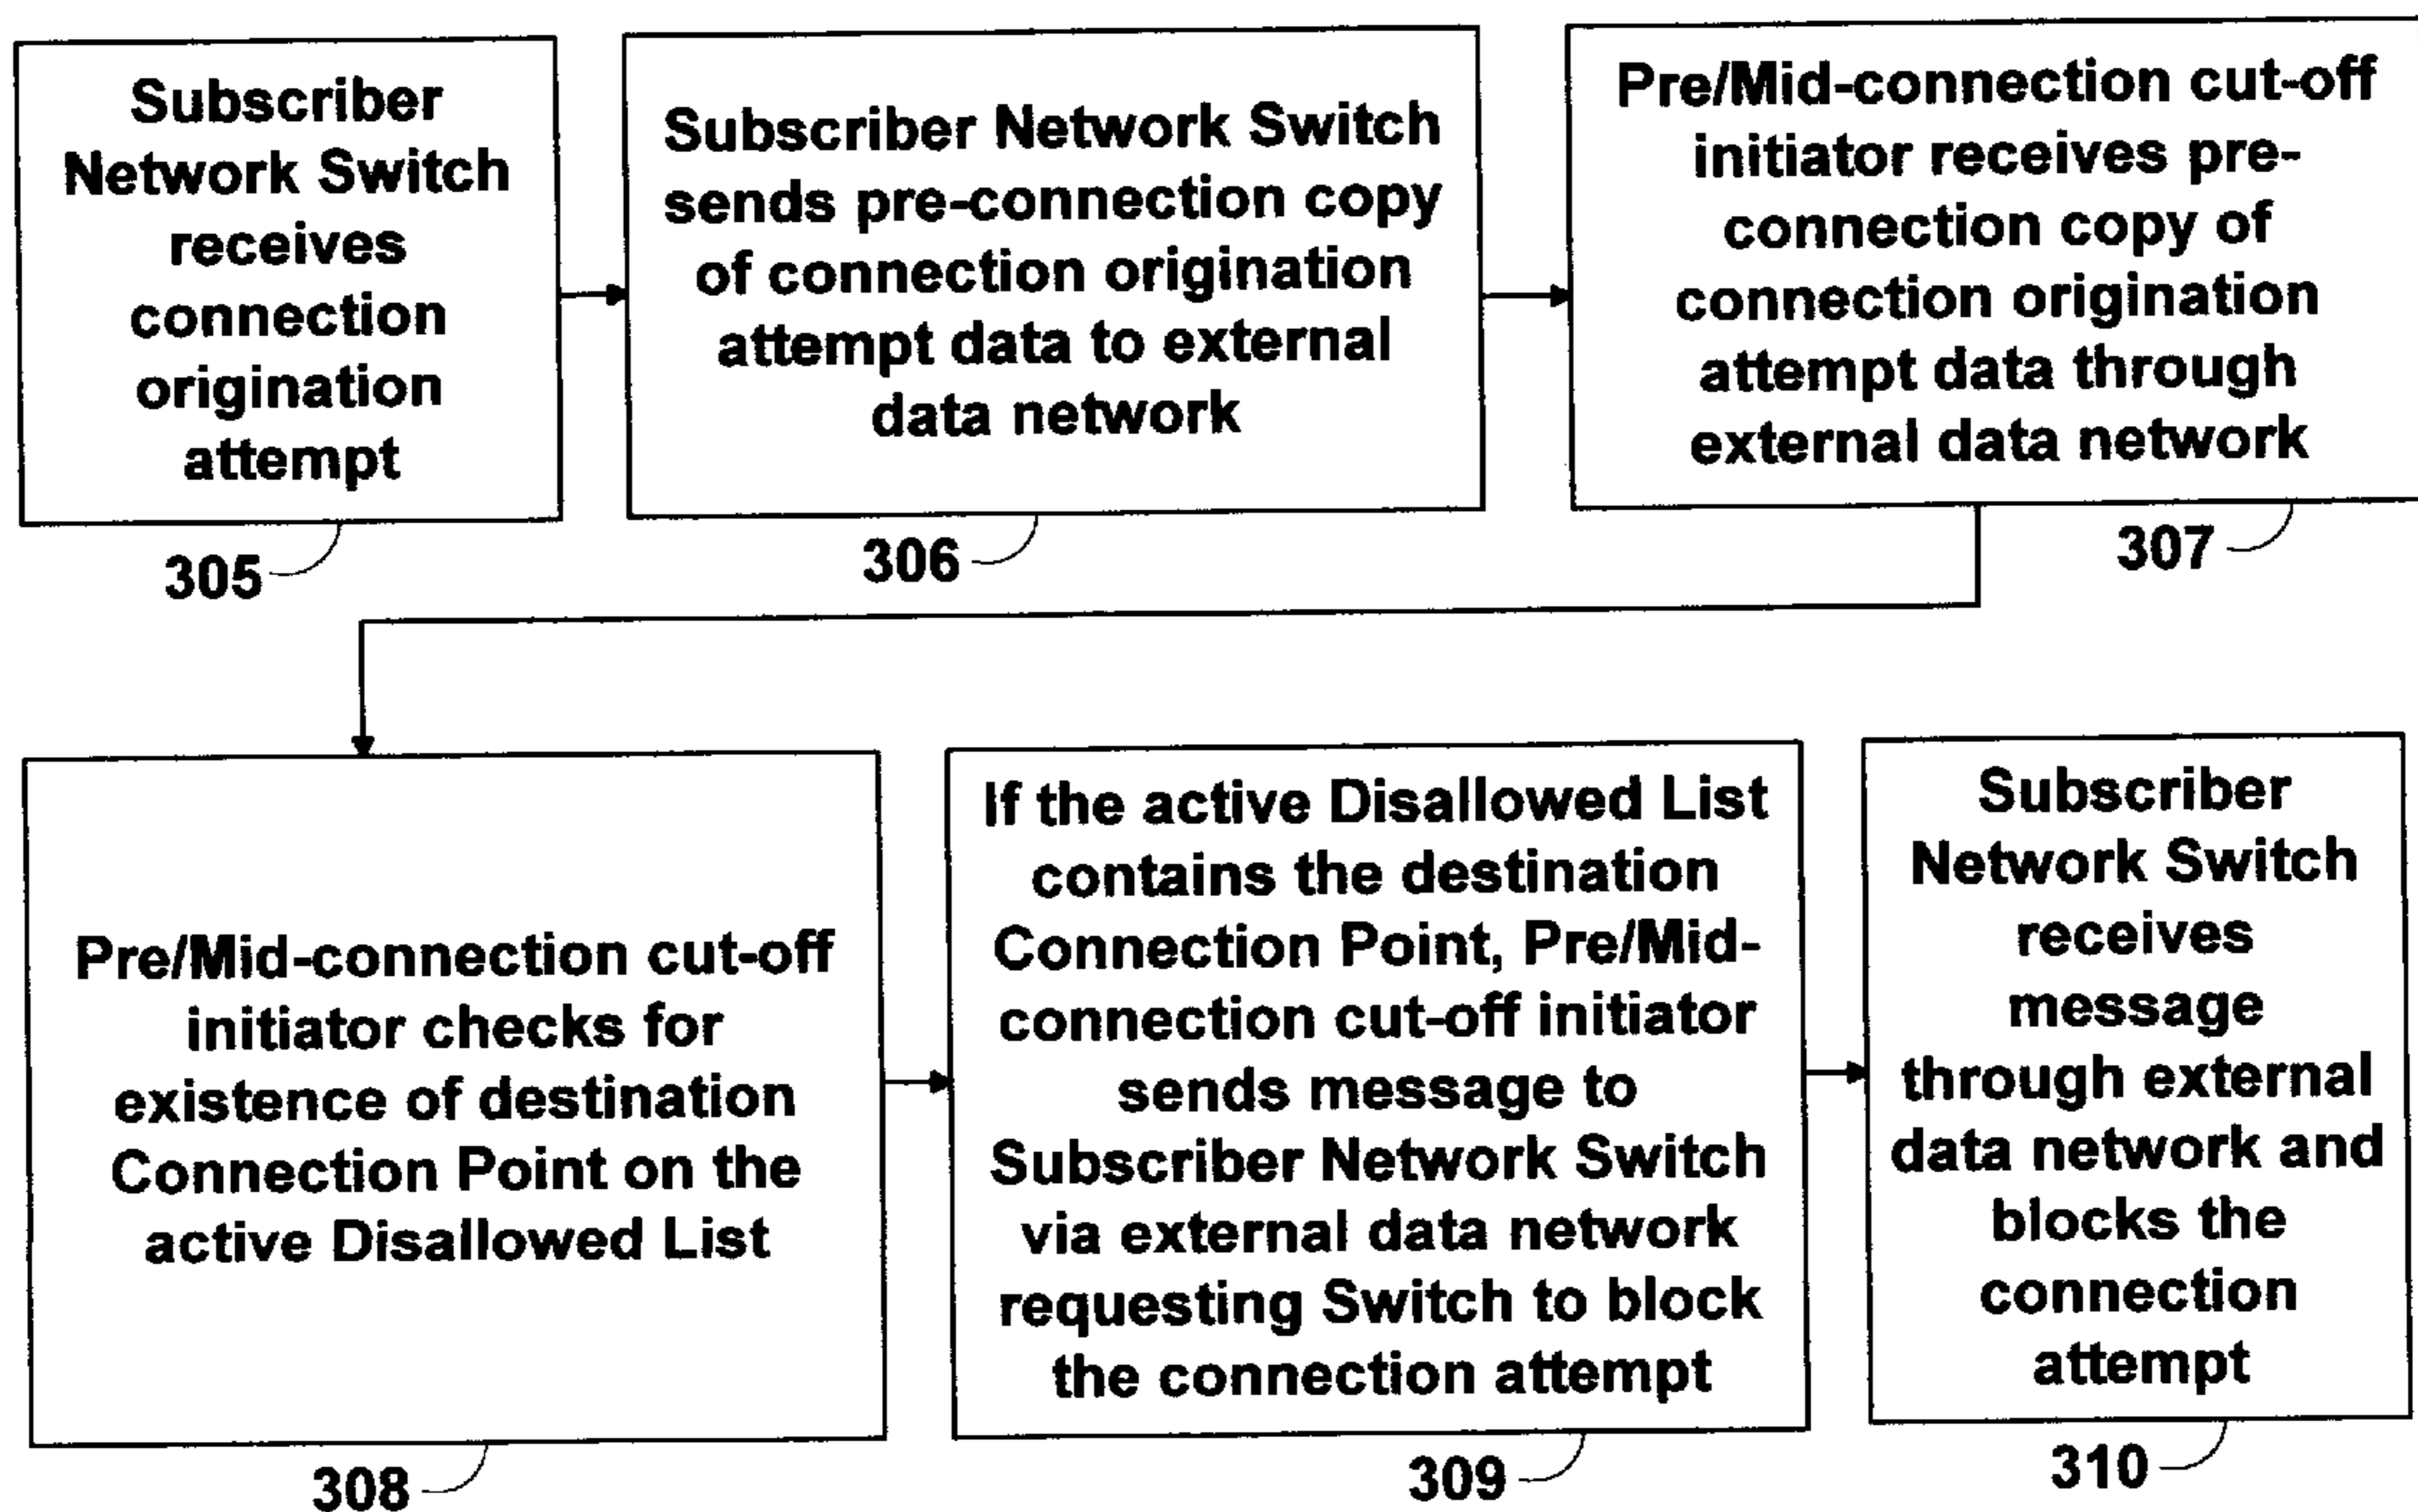 Subscriber
Network Switch
receives
connection
origination
attempt
305
Subscriber Network Switch
sends pre-connection copy
of connection origination
attempt data to external
data network
306
Pre/Mid-connection cut-off
initiator receives pre-
connection copy of
connection origination
attempt data through
external data network
307
Pre/Mid-connection cut-off
initiator checks for
existence of destination
Connection Point on the
active Disallowed List
308
If the active Disallowed List
contains the destination
Connection Point, Pre/Mid-
connection cut-off initiator
sends message to
Subscriber Network Switch
via external data network
requesting Switch to block
the connection attempt
309
Subscriber
Network Switch
receives
message
through external
data network and
blocks the
connection
attempt
310